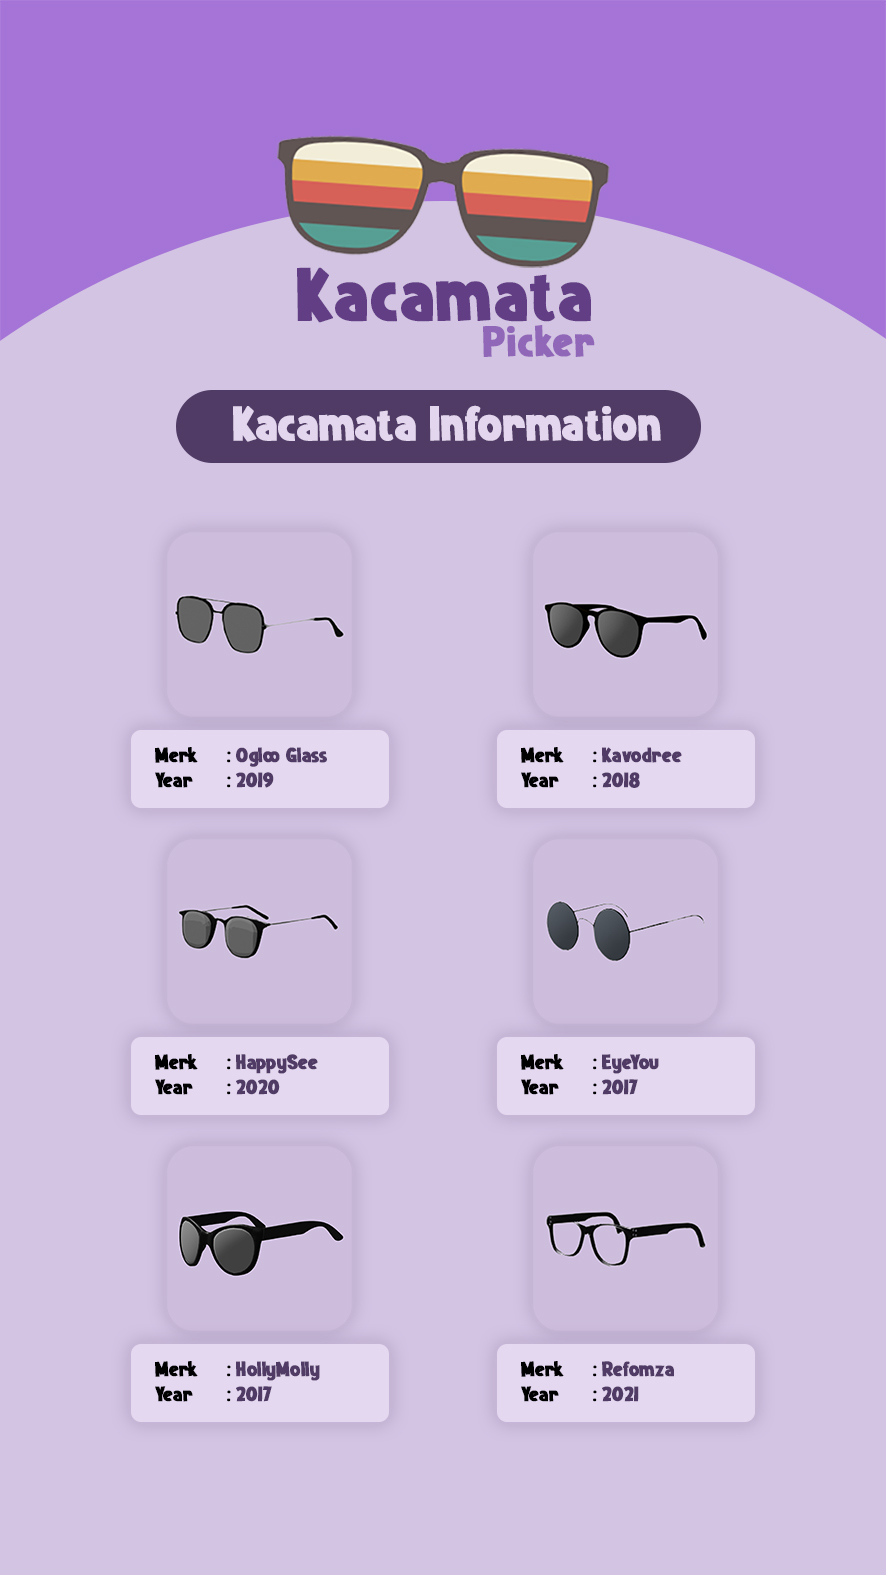 Kacamata
Picker
Kacamata Information
Merk : Ogloo Glass
Year : 2019
Merk : Kavodree
Year : 2018
Merk : HappySee
Year : 2020
Merk : EyeYou
Year : 2017
Merk : HollyMolly
Year : 2017
Merk : Refomza
Year : 2021